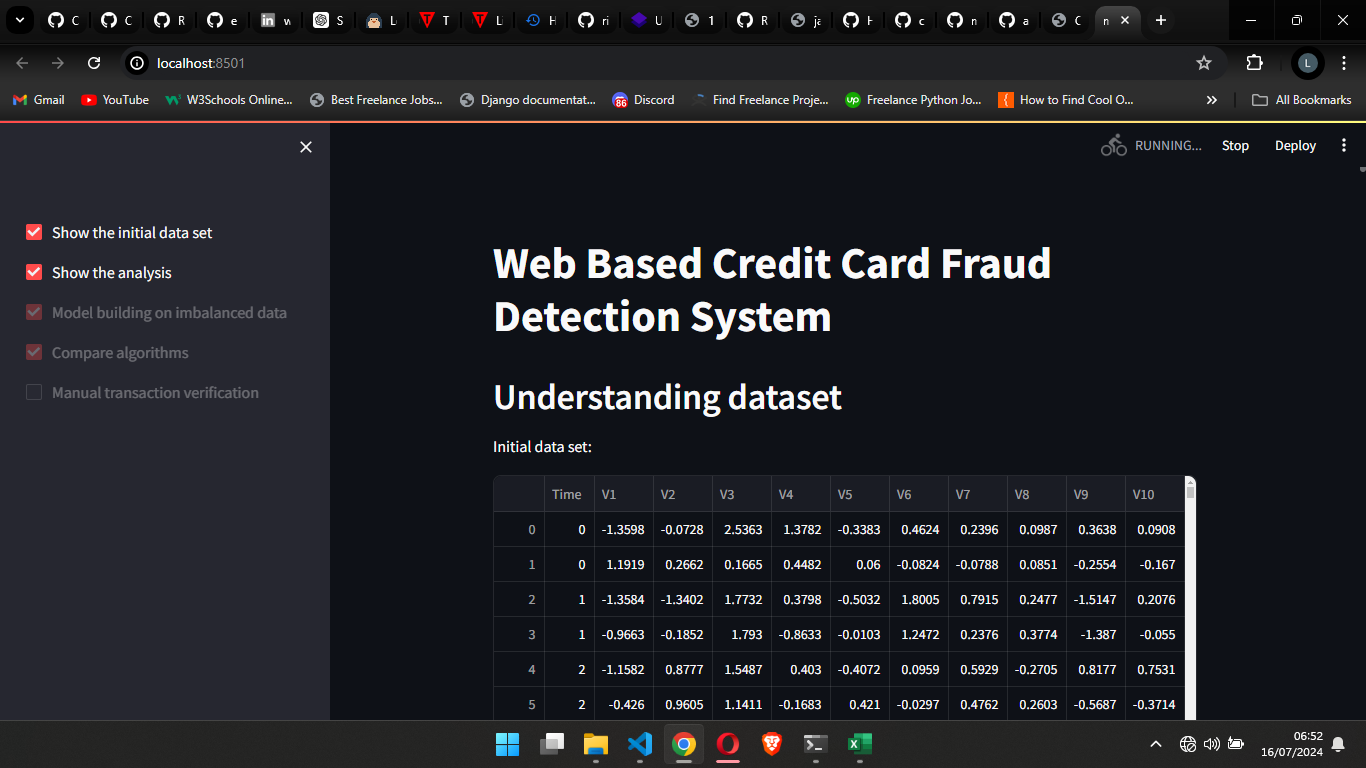 C C R e w S L T L H ri U 1 R ja H c n a C n
localhost:8501 L
Gmail YouTube W3Schools Online... Best Freelance Jobs... Django documentat... 86 Discord Find Freelance Proje... up Freelance Python Jo... How to Find Cool O... » All Bookmarks
RUNNING... Stop Deploy
Show the initial data set
Show the analysis
Model building on imbalanced data
Compare algorithms
Manual transaction verification
Web Based Credit Card Fraud
Detection System
Understanding dataset
Initial data set:
Time V1 V2 V3 V4 V5 V6 V7 V8 V9 V10
0 0 -1.3598 -0.0728 2.5363 1.3782 -0.3383 0.4624 0.2396 0.0987 0.3638 0.0908
1 0 1.1919 0.2662 0.1665 0.4482 0.06 -0.0824 -0.0788 0.0851 -0.2554 -0.167
2 1 -1.3584 -1.3402 1.7732 0.3798 -0.5032 1.8005 0.7915 0.2477 -1.5147 0.2076
3 1 -0.9663 -0.1852 1.793 -0.8633 -0.0103 1.2472 0.2376 0.3774 -1.387 -0.055
4 2 -1.1582 0.8777 1.5487 0.403 -0.4072 0.0959 0.5929 -0.2705 0.8177 0.7531
5 2 -0.426 0.9605 1.1411 -0.1683 0.421 -0.0297 0.4762 0.2603 -0.5687 -0.3714
06:52
16/07/2024